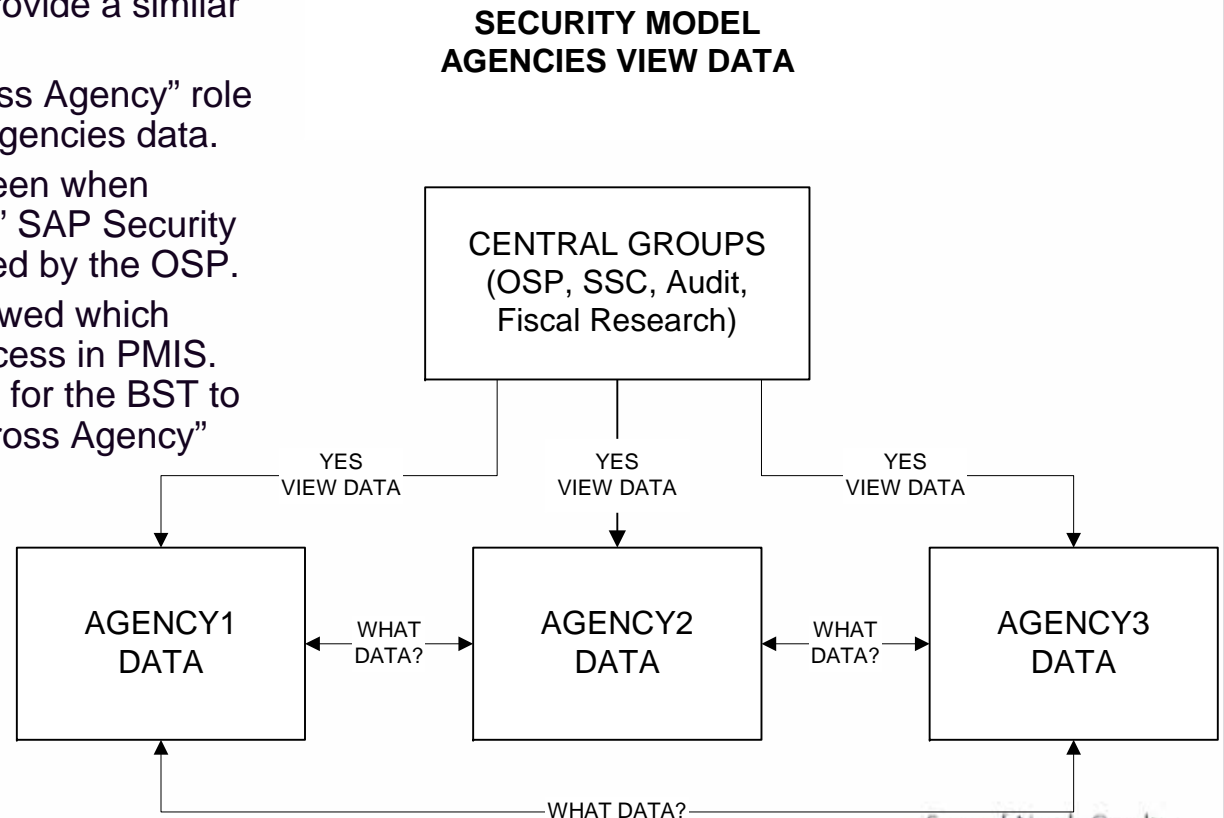 rovide a similar
ss Agency” role
gencies data.
een when
” SAP Security
ed by the OSP.
wed which
cess in PMIS.
for the BST to
ross Agency”
SECURITY MODEL
AGENCIES VIEW DATA
CENTRAL GROUPS
(OSP, SSC, Audit,
Fiscal Research)
YES
VIEW DATA
YES
VIEW DATA
YES
VIEW DATA
AGENCY1
DATA
WHAT
DATA?
AGENCY2
DATA
WHAT
DATA?
AGENCY3
DATA
WHAT DATA?